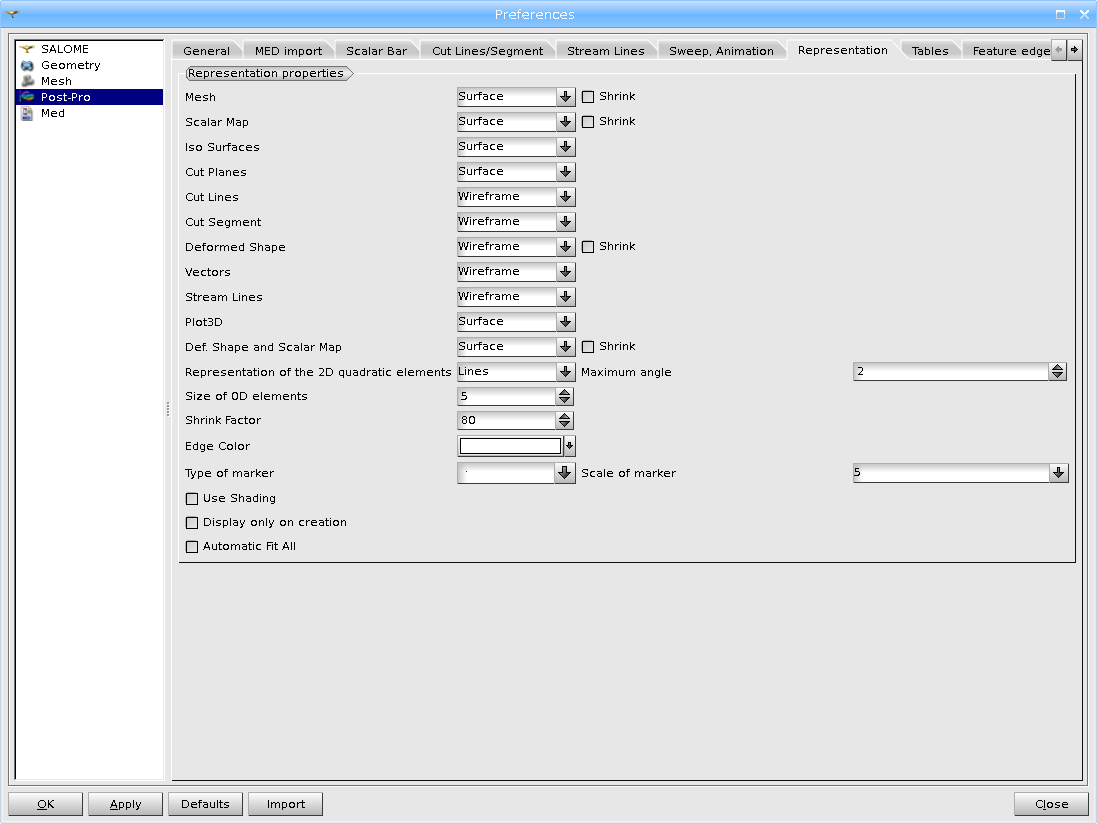 Preferences
SALOME
Geometry
Mesh
Post-Pro
Med
General MED import Scalar Bar Cut Lines/Segment Stream Lines Sweep, Animation Representation Tables Feature edge
Representation properties
Mesh Surface Shrink
Scalar Map Surface Shrink
Iso Surfaces Surface
Cut Planes Surface
Cut Lines Wireframe
Cut Segment Wireframe
Deformed Shape Wireframe Shrink
Vectors Wireframe
Stream Lines Wireframe
Plot3D Surface
Def. Shape and Scalar Map Surface Shrink
Representation of the 2D quadratic elements Lines Maximum angle 2
Size of 0D elements 5
Shrink Factor 80
Edge Color
Type of marker Scale of marker 5
Use Shading
Display only on creation
Automatic Fit All
OK Apply Defaults Import Close